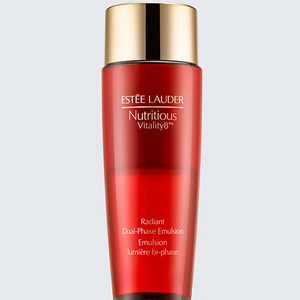 ESTĒE LAUDER
Nutritious
Vitality8™
Radiant
Dual-Phase Emulsion
Emulsion
lumière bi-phase